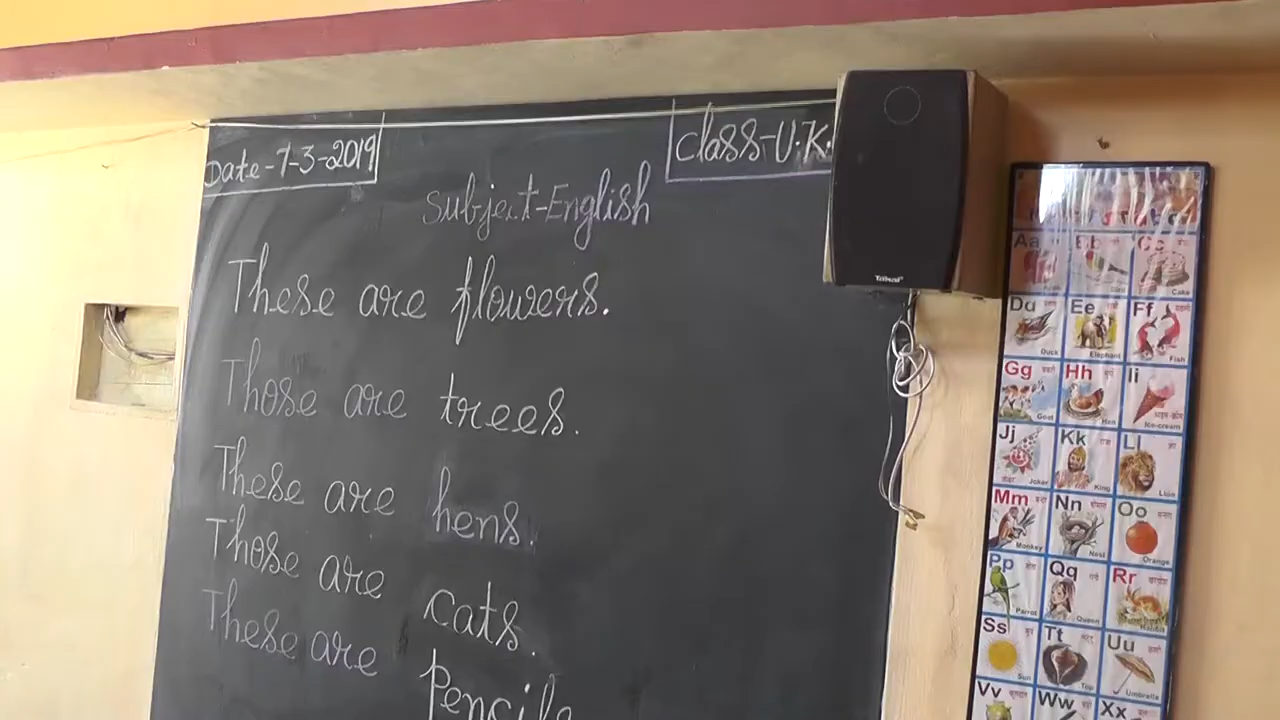 Date-7-3-2019
Class-U.K.
Subject-English
These are flowers.
Those are trees.
These are hens.
Those are cats.
These are Pencils
Aa
Bb
Cc
Cake
Dd
Duck
Ee
Elephant
Ff
Fish
Gg
Goat
Hh
Hen
Ii
Ice-cream
Jj
Joker
Kk
King
Ll
Lion
Mm
Monkey
Nn
Nest
Oo
Orange
Pp
Parrot
Qq
Queen
Rr
Rabbit
Ss
Sun
Tt
Top
Uu
Umbrella
Vv
Ww
Xx